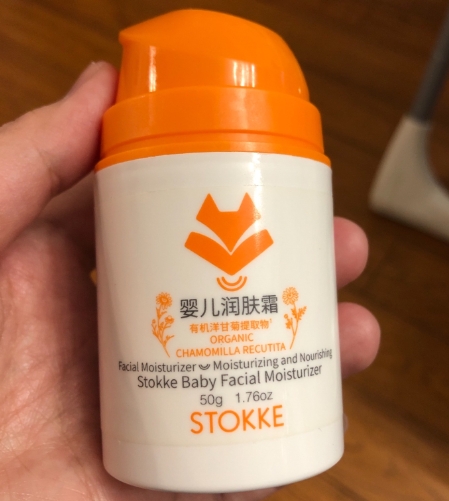 婴儿润肤霜
有机洋甘菊提取物¹
ORGANIC
CHAMOMILLA RECUTITA
Facial Moisturizer Moisturizing and Nourishing
Stokke Baby Facial Moisturizer
50g 1.76oz
STOKKE